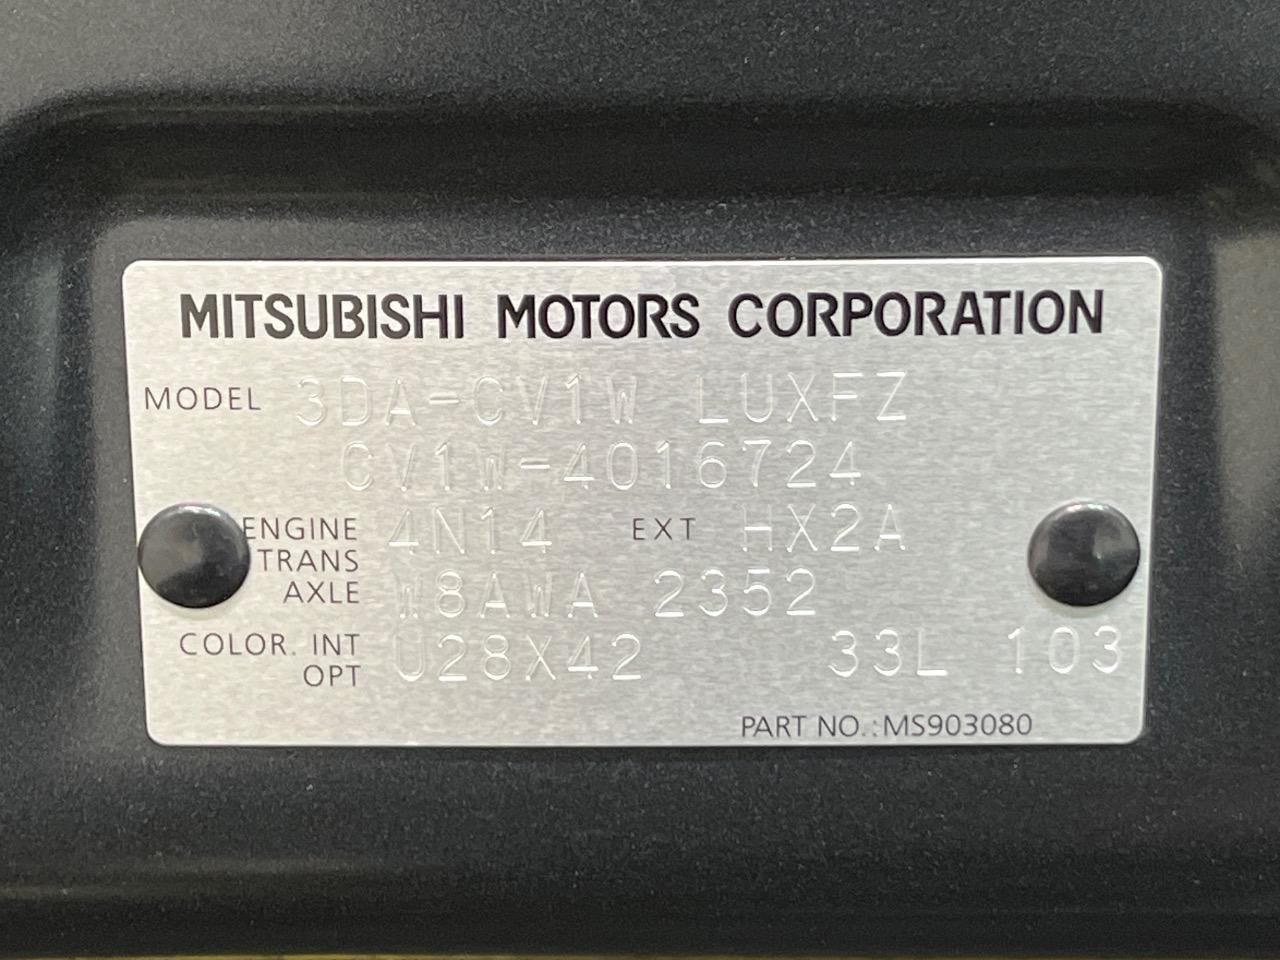 MITSUBISHI MOTORS CORPORATION
MODEL 3DA-CV1W LUXFZ
CV1W-4016724
ENGINE 4N14 EXT HX2A
TRANS
AXLE W8AWA 2352
COLOR. INT
OPT U28X42 33L 103
PART NO.:MS903080